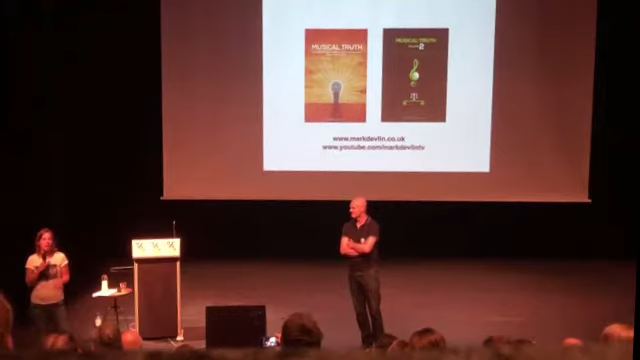 MUSICAL TRUTH
MUSICAL TRUTH
2
www.markdevlin.co.uk
www.youtube.com/markdevlintv